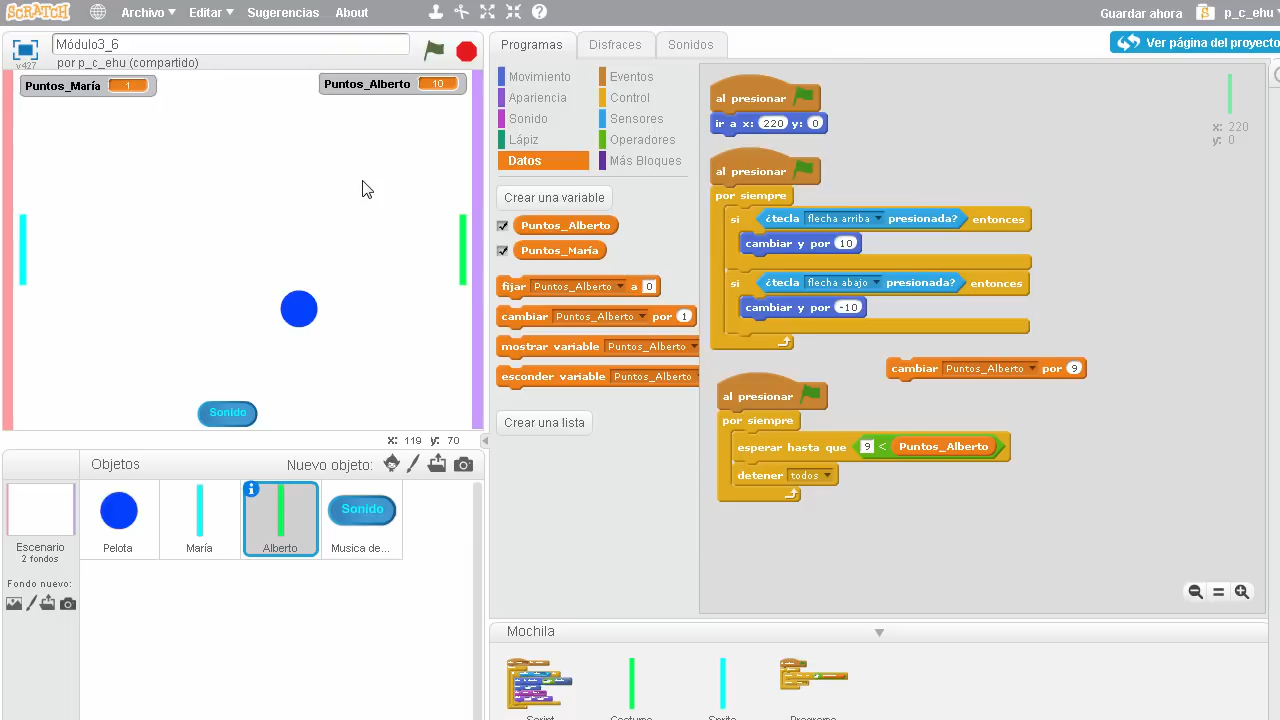 SCRATCH Archivo Editar Sugerencias About Guardar ahora p_c_ehu
v427 Módulo3_6
por p_c_ehu (compartido)
Programas Disfraces Sonidos
Ver página del proyecto
Puntos_María 1
Puntos_Alberto 10
Sonido
x: 119 y: 70
Movimiento Eventos
Apariencia Control
Sonido Sensores
Lápiz Operadores
Datos Más Bloques
Crear una variable
Puntos_Alberto
Puntos_María
fijar Puntos_Alberto a 0
cambiar Puntos_Alberto por 1
mostrar variable Puntos_Alberto
esconder variable Puntos_Alberto
Crear una lista
al presionar
ir a x: 220 y: 0
al presionar
por siempre
si ¿tecla flecha arriba presionada? entonces
cambiar y por 10
si ¿tecla flecha abajo presionada? entonces
cambiar y por -10
cambiar Puntos_Alberto por 9
al presionar
por siempre
esperar hasta que 9 < Puntos_Alberto
detener todos
x: 220
y: 0
Objetos Nuevo objeto:
Escenario
2 fondos
Fondo nuevo:
Pelota
María
Alberto
Sonido
Musica de...
Mochila